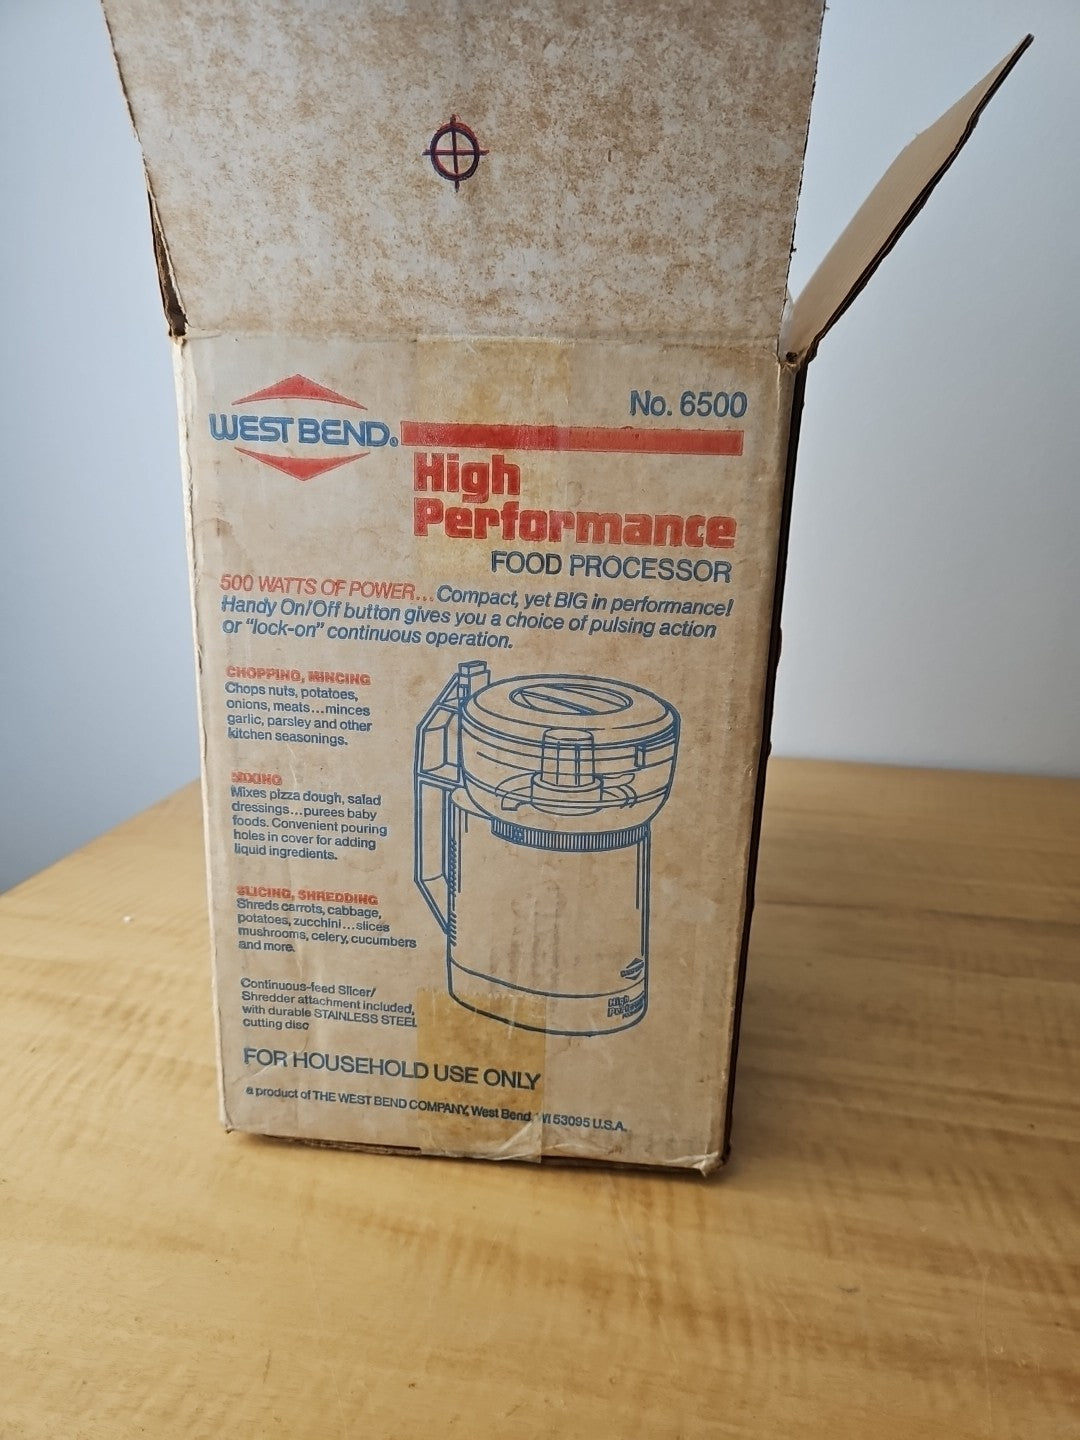 No. 6500
WEST BEND®
High
Performance
FOOD PROCESSOR
500 WATTS OF POWER...Compact, yet BIG in performance!
Handy On/Off button gives you a choice of pulsing action
or "lock-on" continuous operation.
CHOPPING, MINCING
Chops nuts, potatoes,
onions, meats...minces
garlic, parsley and other
kitchen seasonings.
MIXING
Mixes pizza dough, salad
dressings...purees baby
foods. Convenient pouring
holes in cover for adding
liquid ingredients.
SLICING, SHREDDING
Shreds carrots, cabbage,
potatoes, zucchini...slices
mushrooms, celery, cucumbers
and more.
Continuous-feed Slicer/
Shredder attachment included,
with durable STAINLESS STEEL
cutting disc
WEST BEND
High
Performance
FOR HOUSEHOLD USE ONLY
a product of THE WEST BEND COMPANY, West Bend, WI 53095 U.S.A.